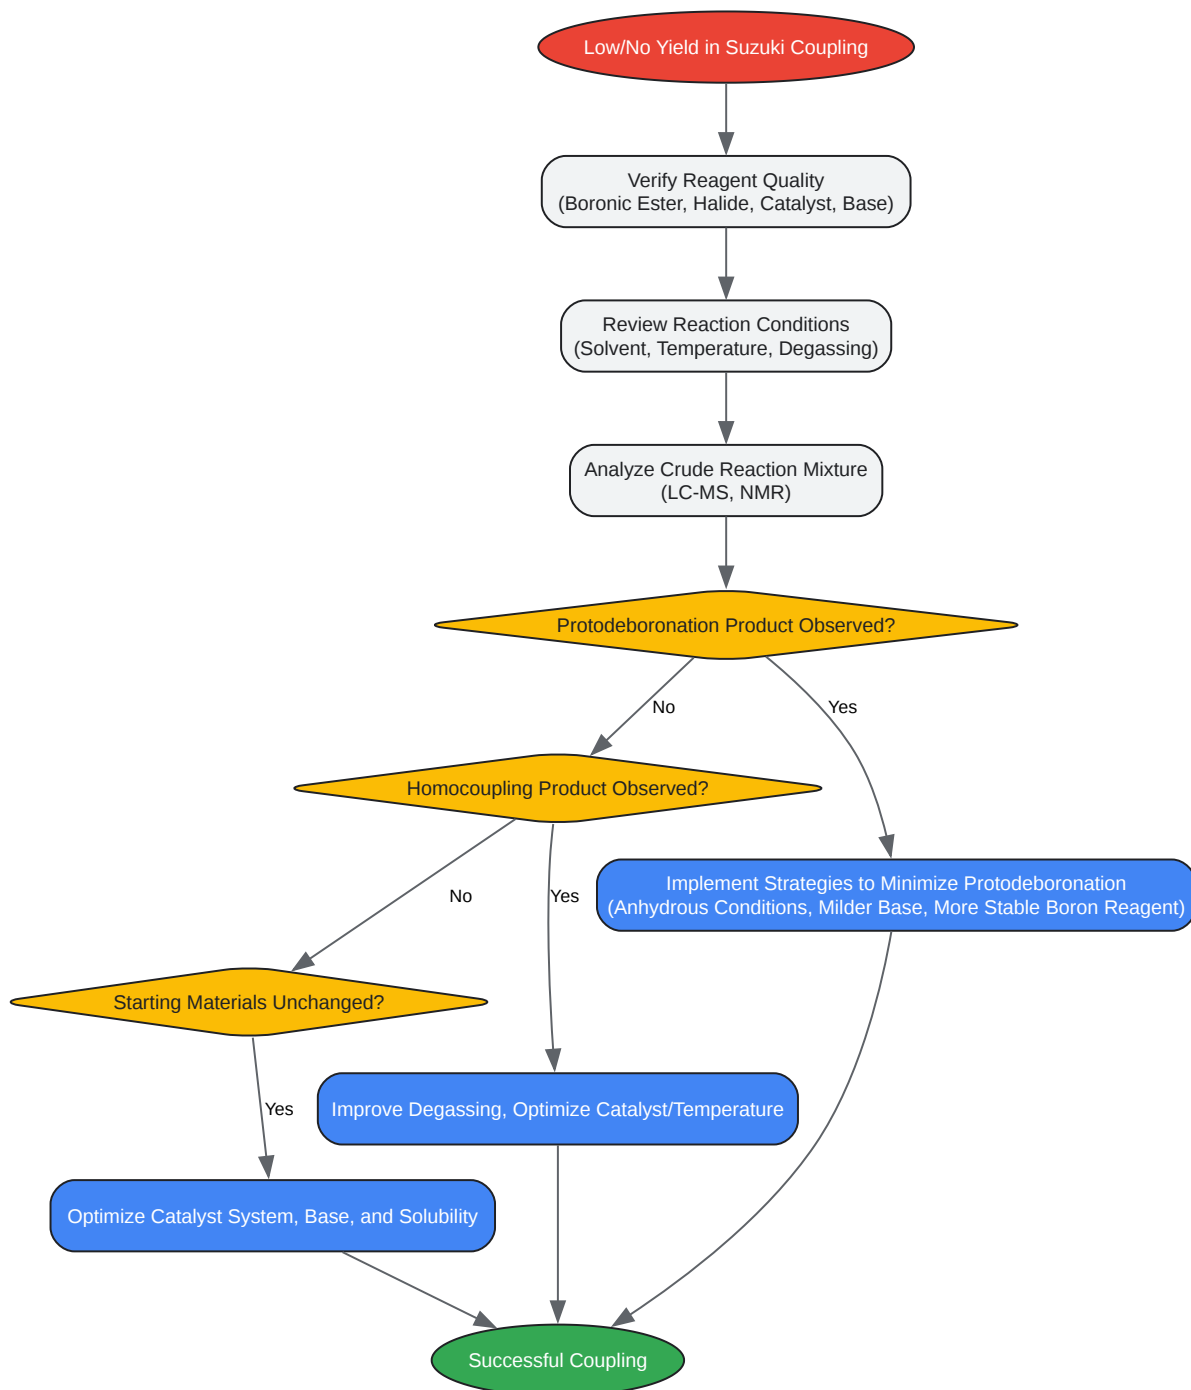 Low/No Yield in Suzuki Coupling
Verify Reagent Quality
(Boronic Ester, Halide, Catalyst, Base)
Review Reaction Conditions
(Solvent, Temperature, Degassing)
Analyze Crude Reaction Mixture
(LC-MS, NMR)
Protodeboronation Product Observed?
No
Yes
Homocoupling Product Observed?
Implement Strategies to Minimize Protodeboronation
(Anhydrous Conditions, Milder Base, More Stable Boron Reagent)
No
Yes
Starting Materials Unchanged?
Yes
Improve Degassing, Optimize Catalyst/Temperature
Optimize Catalyst System, Base, and Solubility
Successful Coupling